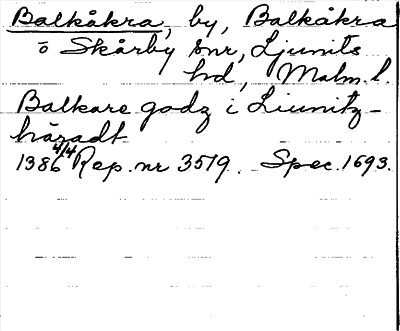 Balkåkra, by, Balkåkra
o Skårby snr, Ljunits
hd, Malm. l.
Balkare godz i Liunitz-
häradt
1386 4/4 Rep. nr 3519. Spec. 1693.